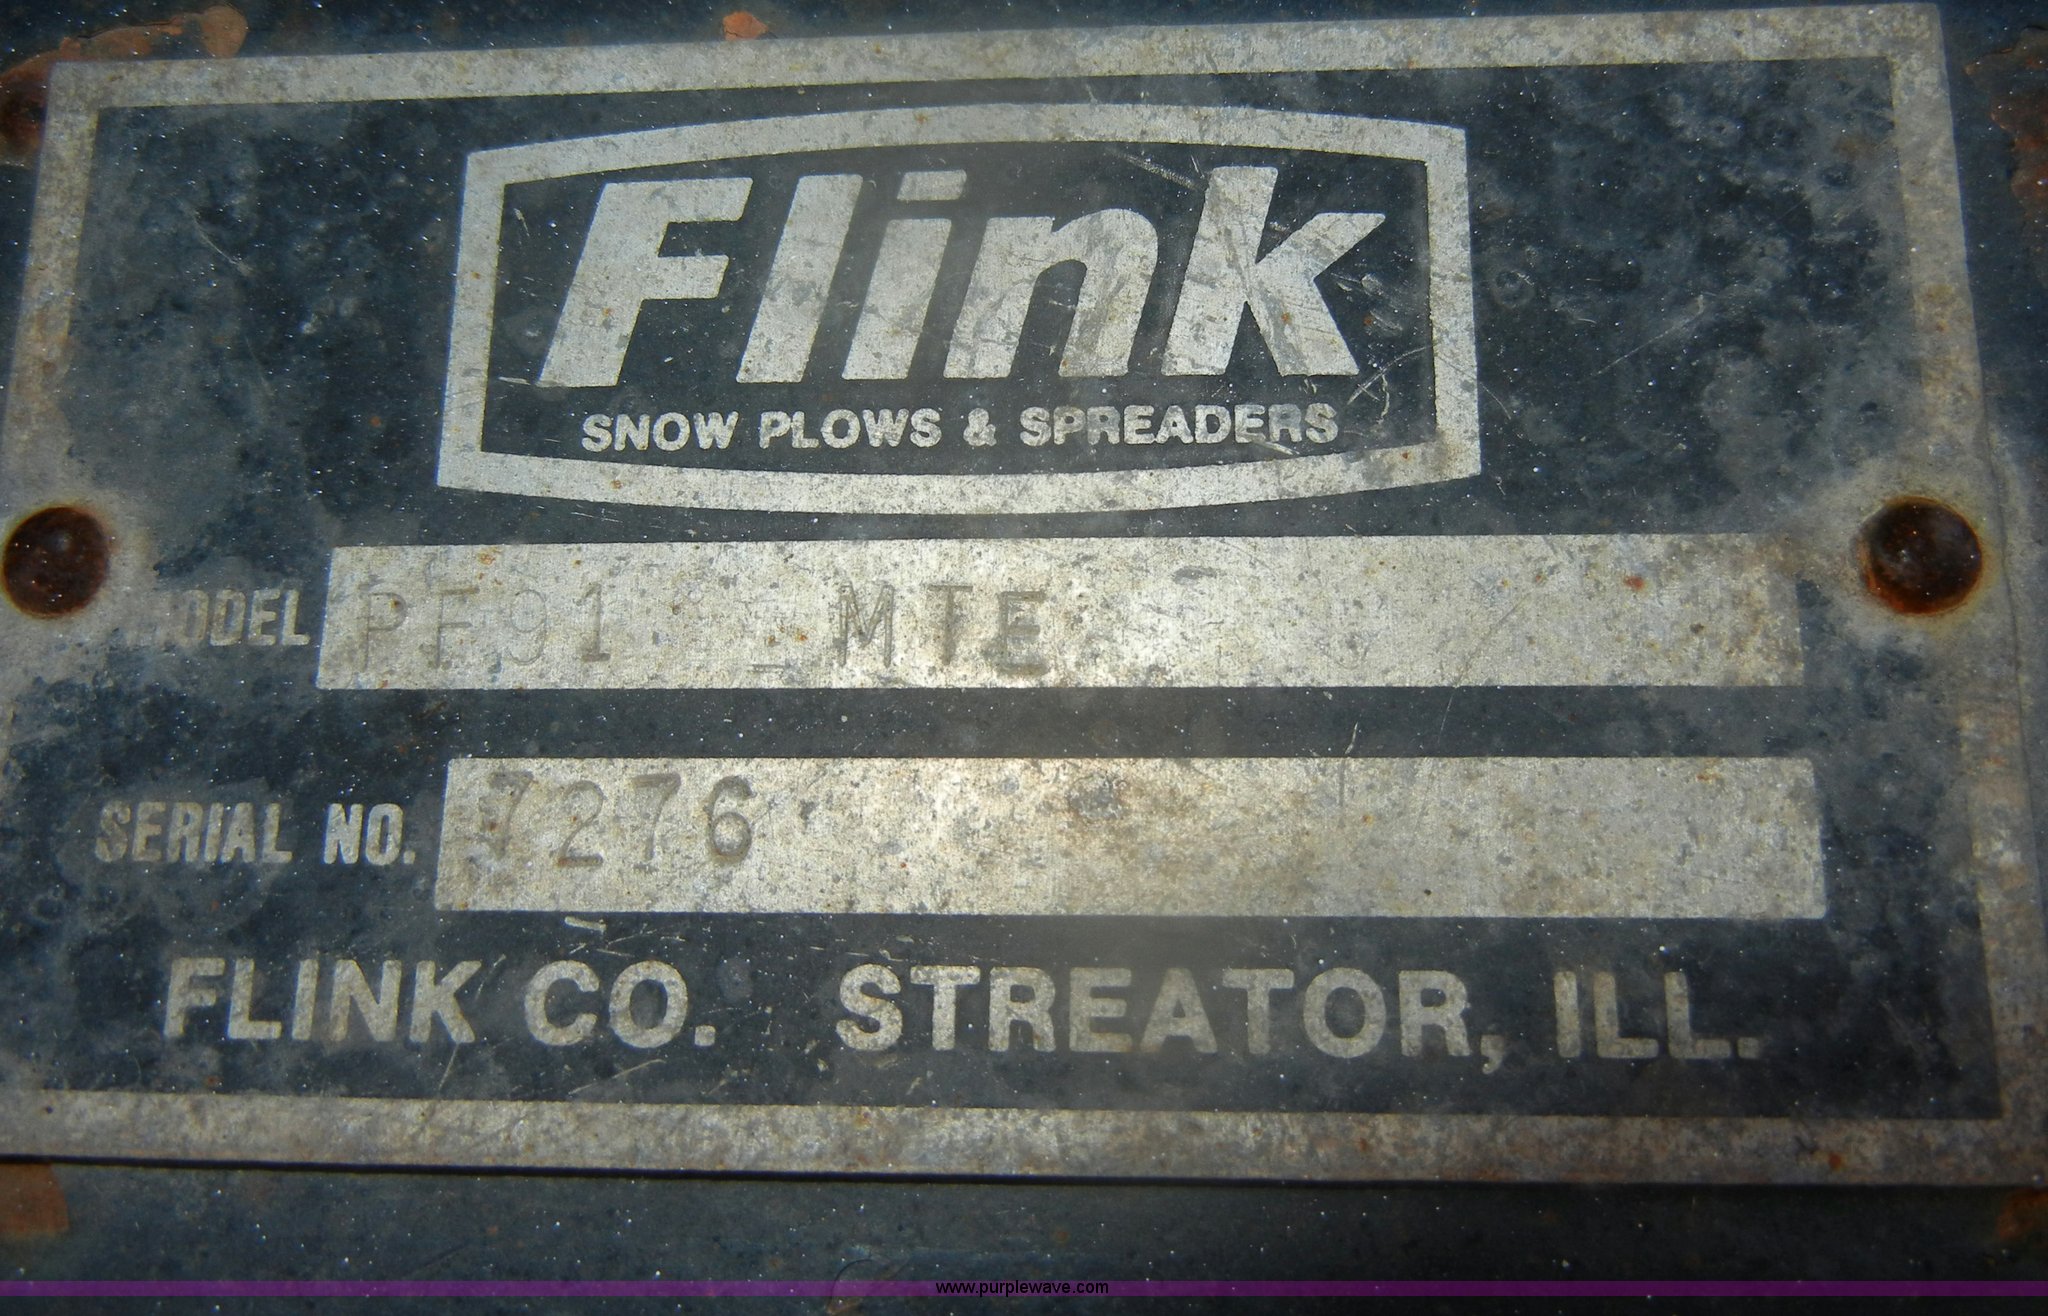 Flink
SNOW PLOWS & SPREADERS
MODEL PF91 _ MTE
SERIAL NO. 7276
FLINK CO. STREATOR, ILL.
www.purplewave.com